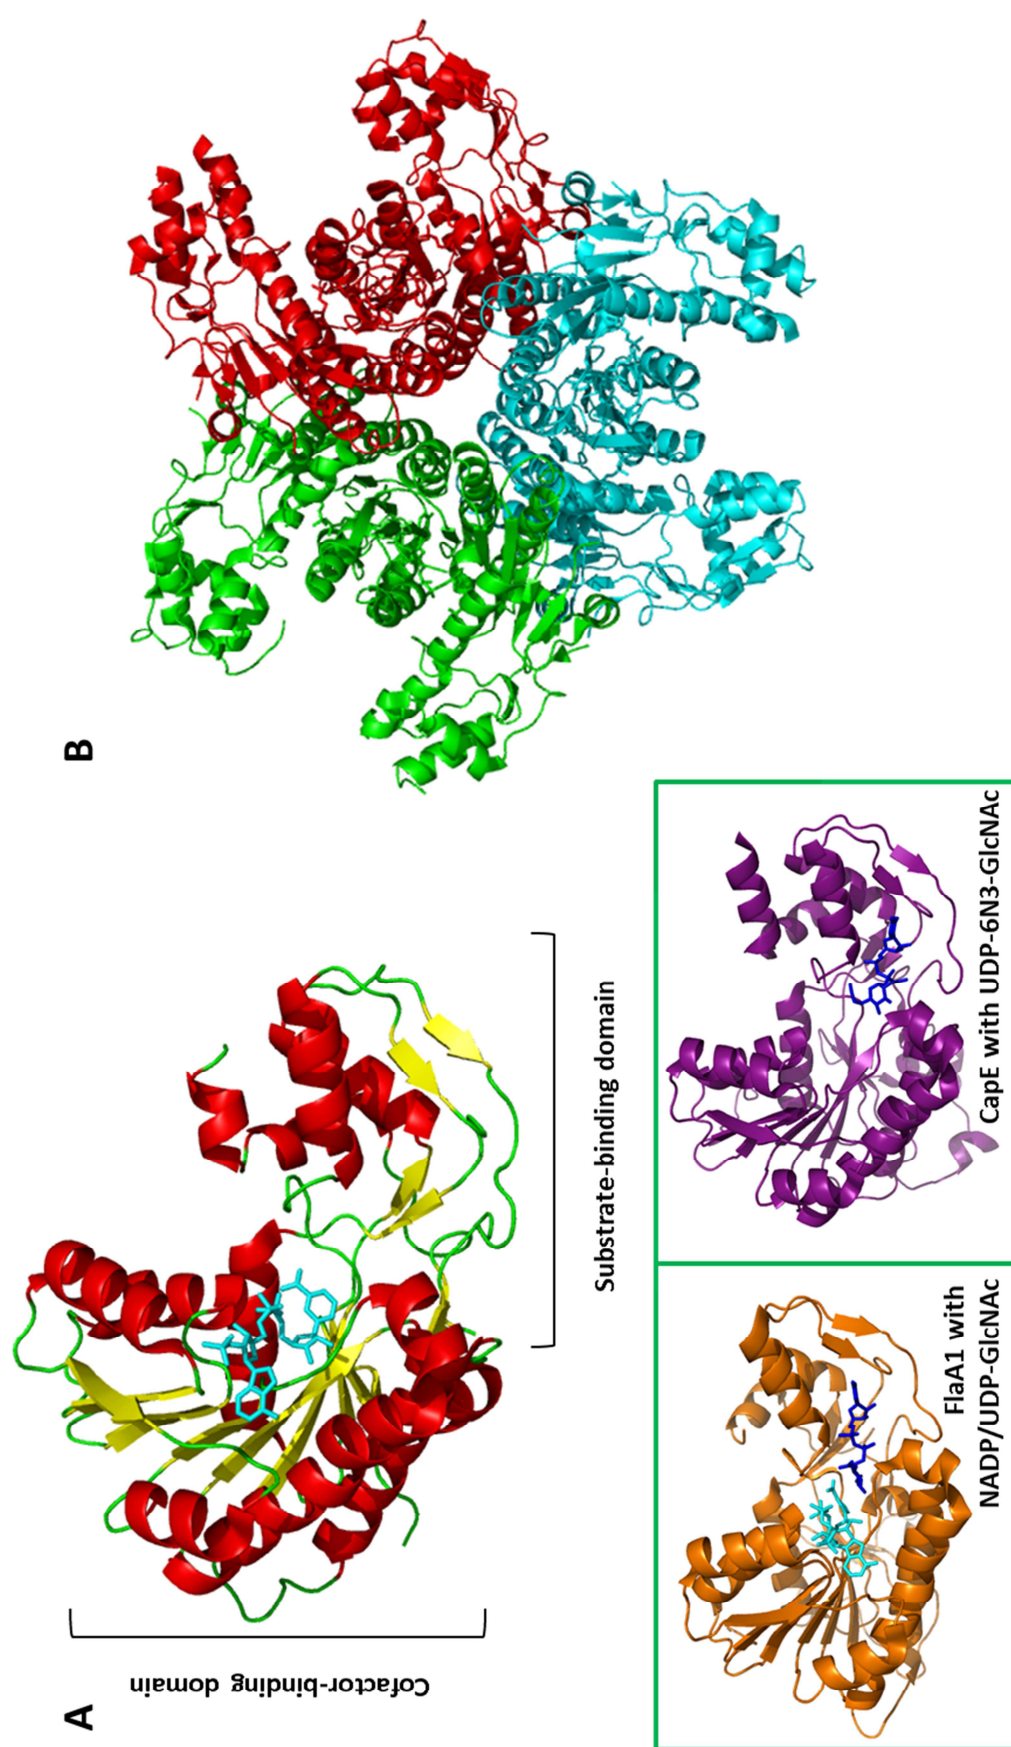 A
Cofactor-binding domain
Substrate-binding domain
B
FlaA1 with
NADP/UDP-GlcNAc
CapE with UDP-6N3-GlcNAc